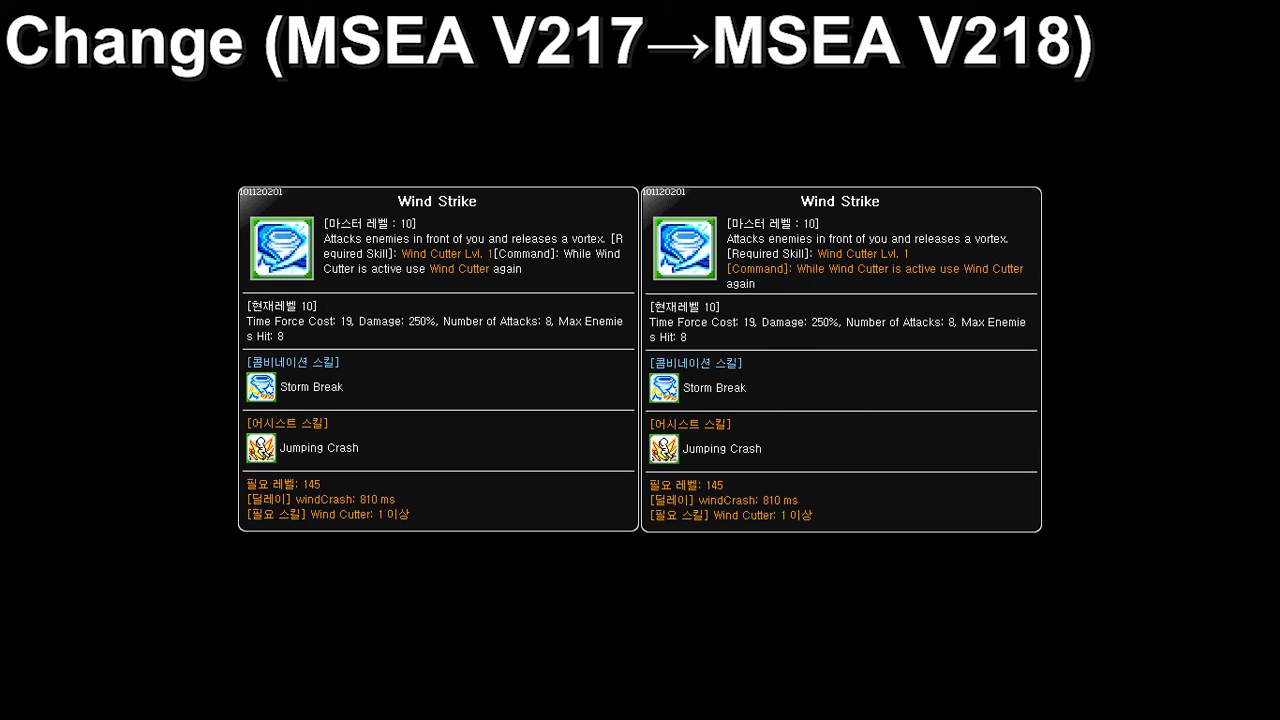 Change (MSEA V217→MSEA V218)
101120201
Wind Strike
[마스터 레벨 : 10]
Attacks enemies in front of you and releases a vortex. [R
equired Skill]: Wind Cutter Lvl. 1[Command]: While Wind
Cutter is active use Wind Cutter again
[현재레벨 10]
Time Force Cost: 19, Damage: 250%, Number of Attacks: 8, Max Enemie
s Hit: 8
[콤비네이션 스킬]
Storm Break
[어시스트 스킬]
Jumping Crash
필요 레벨: 145
[딜레이] windCrash: 810 ms
[필요 스킬] Wind Cutter: 1 이상
101120201
Wind Strike
[마스터 레벨 : 10]
Attacks enemies in front of you and releases a vortex.
[Required Skill]: Wind Cutter Lvl. 1
[Command]: While Wind Cutter is active use Wind Cutter
again
[현재레벨 10]
Time Force Cost: 19, Damage: 250%, Number of Attacks: 8, Max Enemie
s Hit: 8
[콤비네이션 스킬]
Storm Break
[어시스트 스킬]
Jumping Crash
필요 레벨: 145
[딜레이] windCrash: 810 ms
[필요 스킬] Wind Cutter: 1 이상